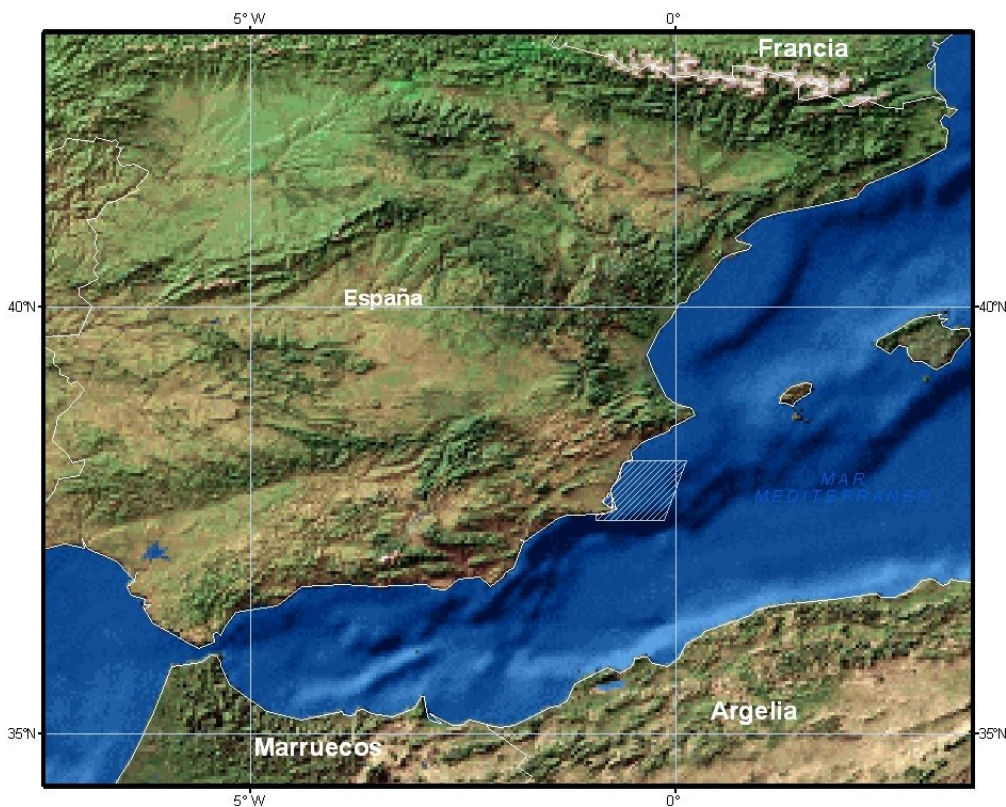 5° W
0°
Francia
40°N
España
40°N
MAR
MEDITERRÁNEO
Argelia
35°N
35°N
Marruecos
5° W
0°